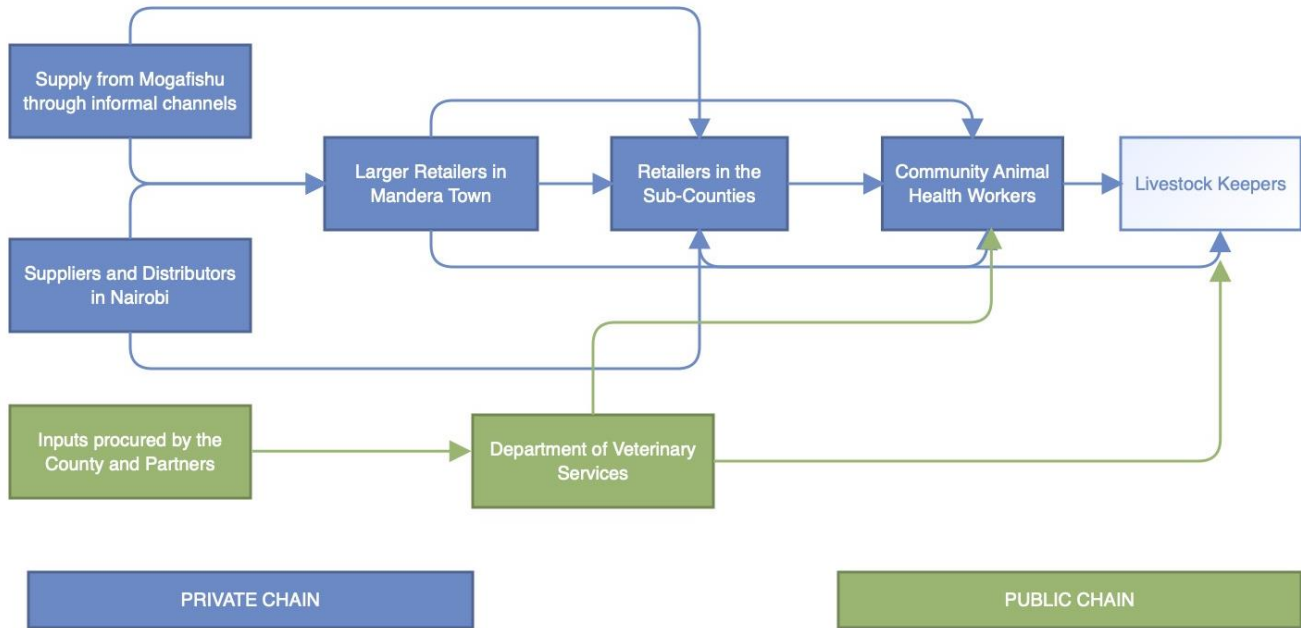 Supply from Mogafishu
through informal channels
Larger Retailers in
Mandera Town
Retailers in the
Sub-Counties
Community Animal
Health Workers
Livestock Keepers
Suppliers and Distributors
in Nairobi
Inputs procured by the
County and Partners
Department of Veterinary
Services
PRIVATE CHAIN
PUBLIC CHAIN